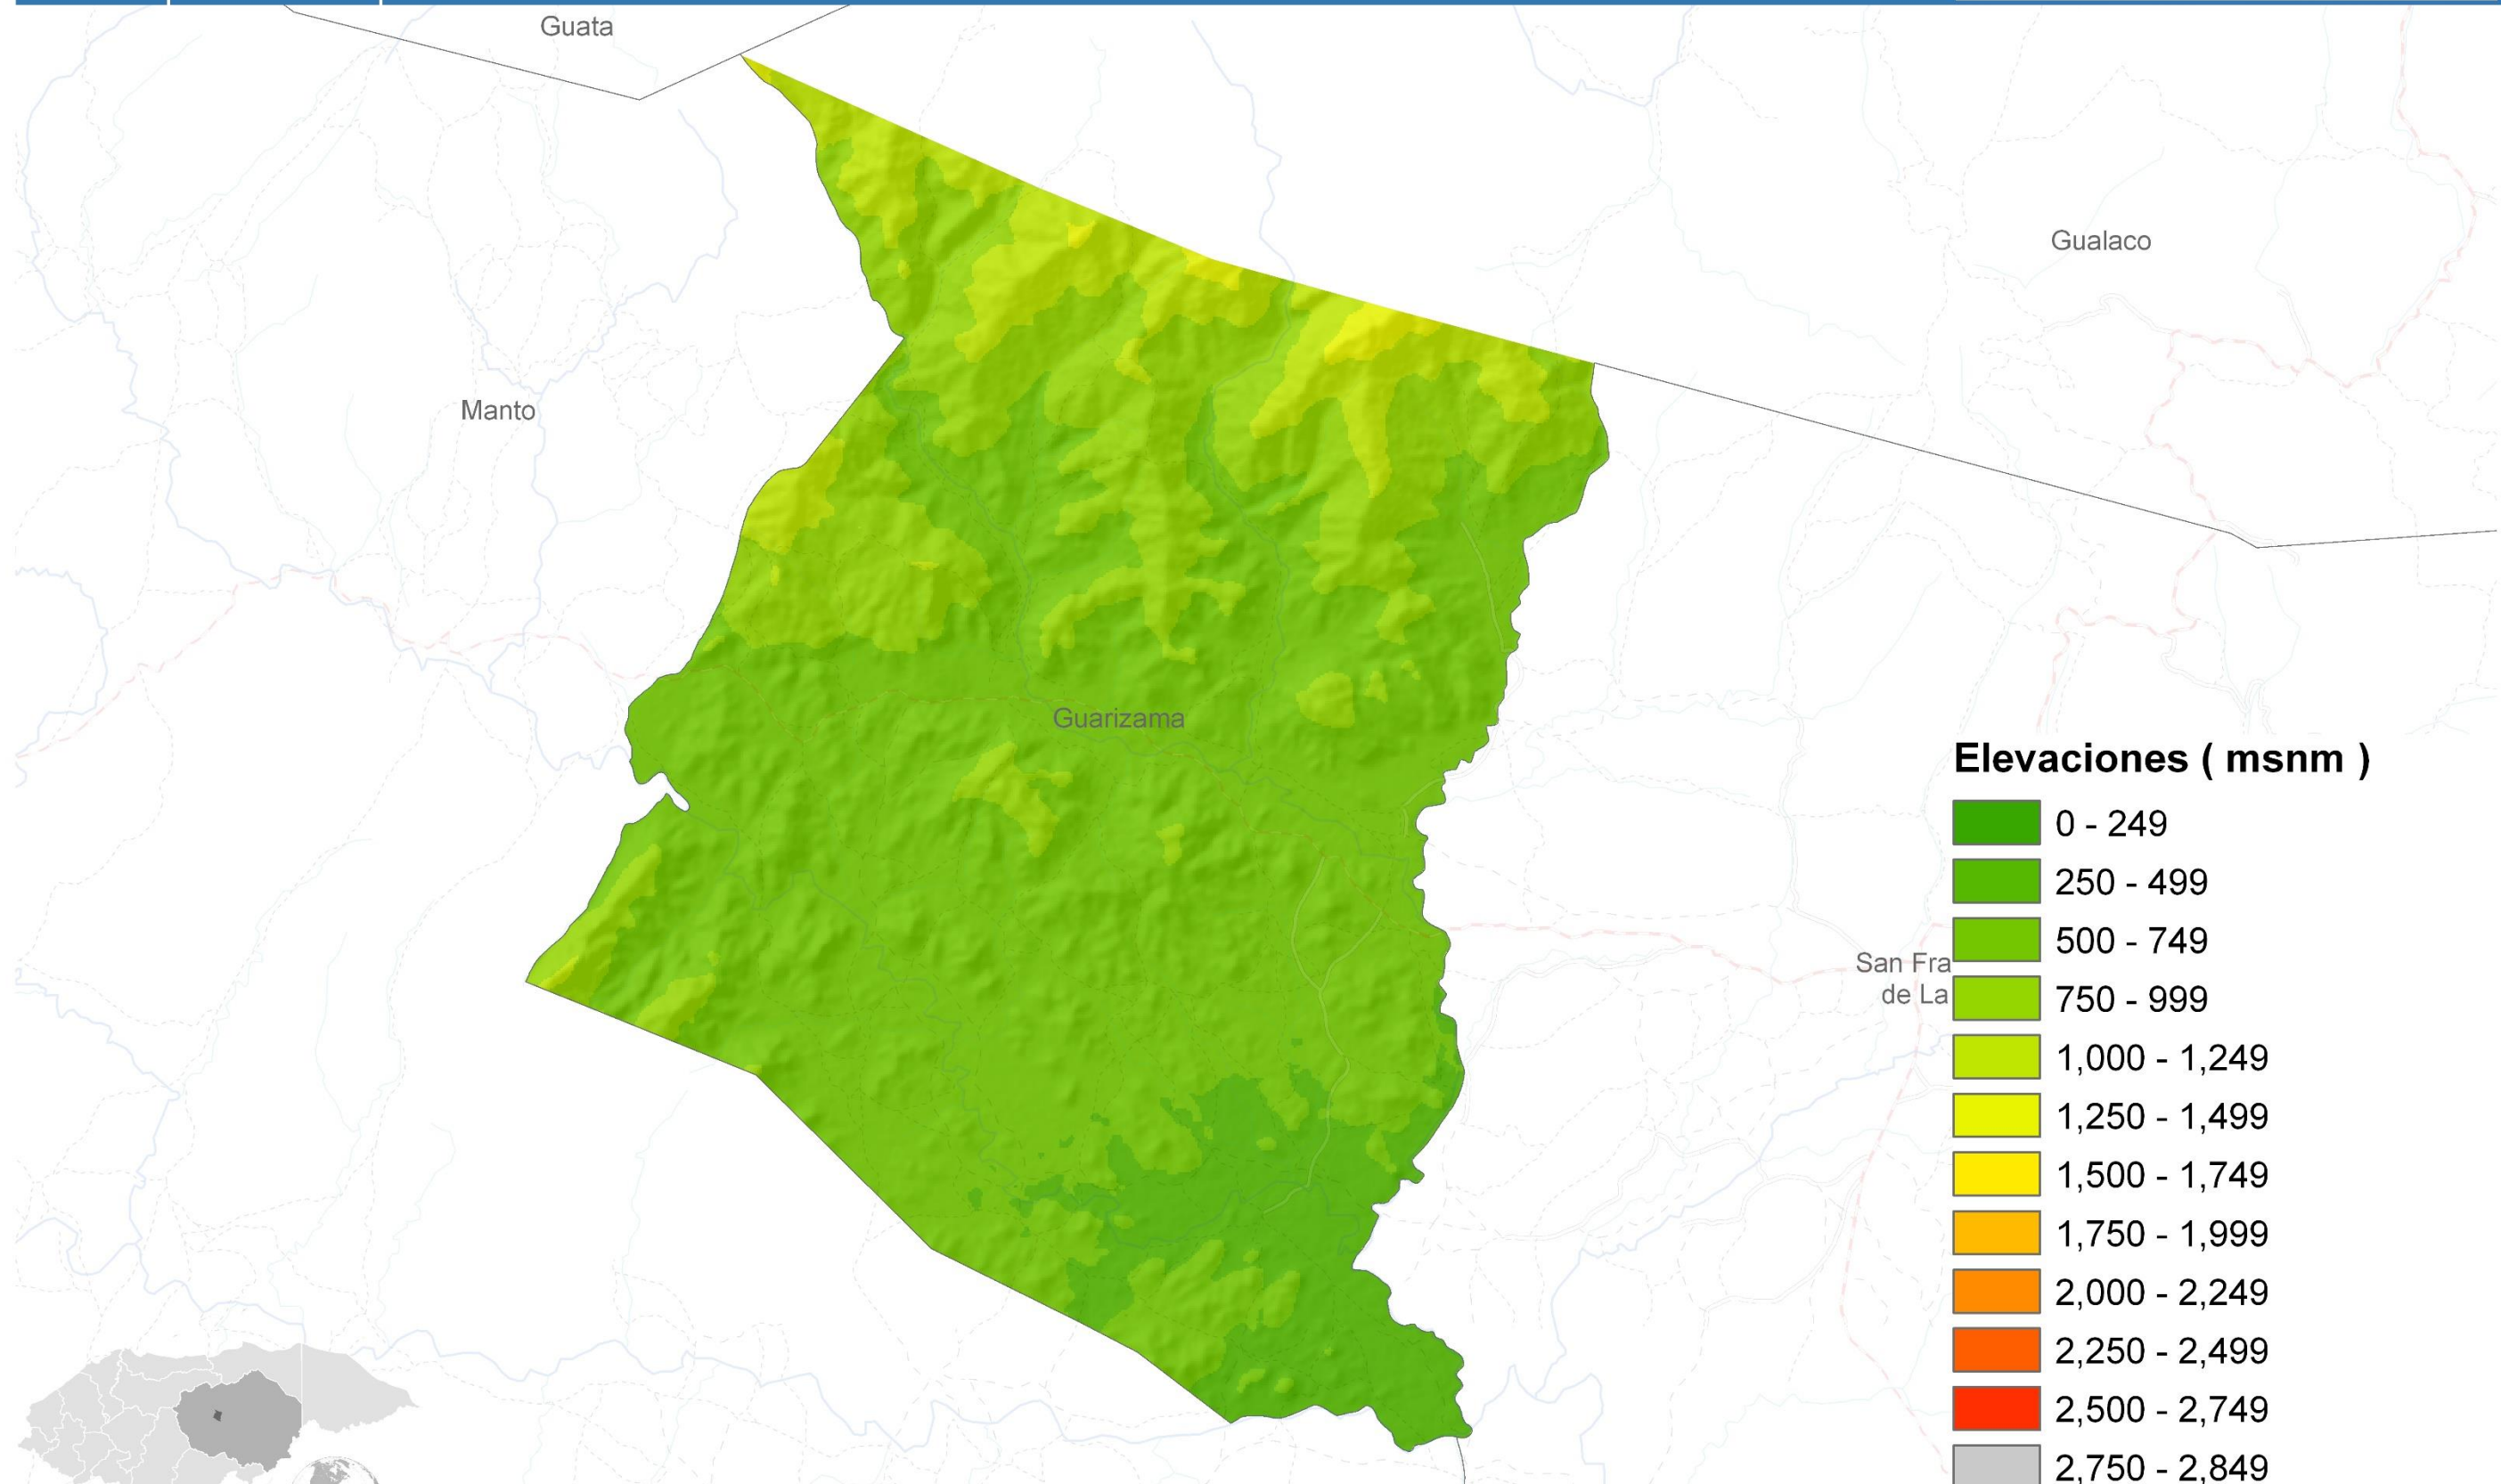 Guata
Gualaco
Manto
Guarizama
San Fra
de La
Elevaciones ( msnm )
0 - 249
250 - 499
500 - 749
750 - 999
1,000 - 1,249
1,250 - 1,499
1,500 - 1,749
1,750 - 1,999
2,000 - 2,249
2,250 - 2,499
2,500 - 2,749
2,750 - 2,849